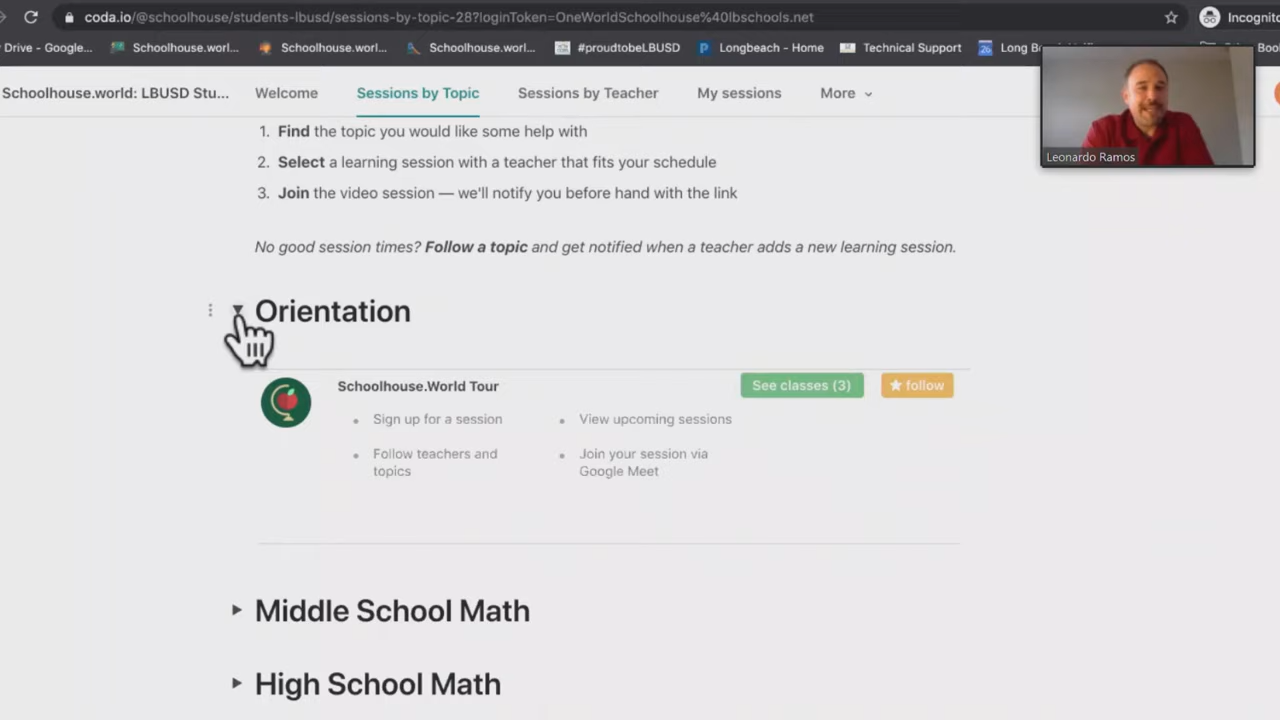 coda.io/@schoolhouse/students-lbusd/sessions-by-topic-28?loginToken=OneWorldSchoolhouse%40lbschools.net
Drive - Google...
Schoolhouse.worl...
Schoolhouse.worl...
Schoolhouse.worl...
#proudtobeLBUSD
Longbeach - Home
Technical Support
26
Schoolhouse.world: LBUSD Stu...
Welcome
Sessions by Topic
Sessions by Teacher
My sessions
More
Leonardo Ramos
1. Find the topic you would like some help with
2. Select a learning session with a teacher that fits your schedule
3. Join the video session — we'll notify you before hand with the link
No good session times? Follow a topic and get notified when a teacher adds a new learning session.
Orientation
Schoolhouse.World Tour
See classes (3)
follow
Sign up for a session
View upcoming sessions
Follow teachers and
topics
Join your session via
Google Meet
Middle School Math
High School Math